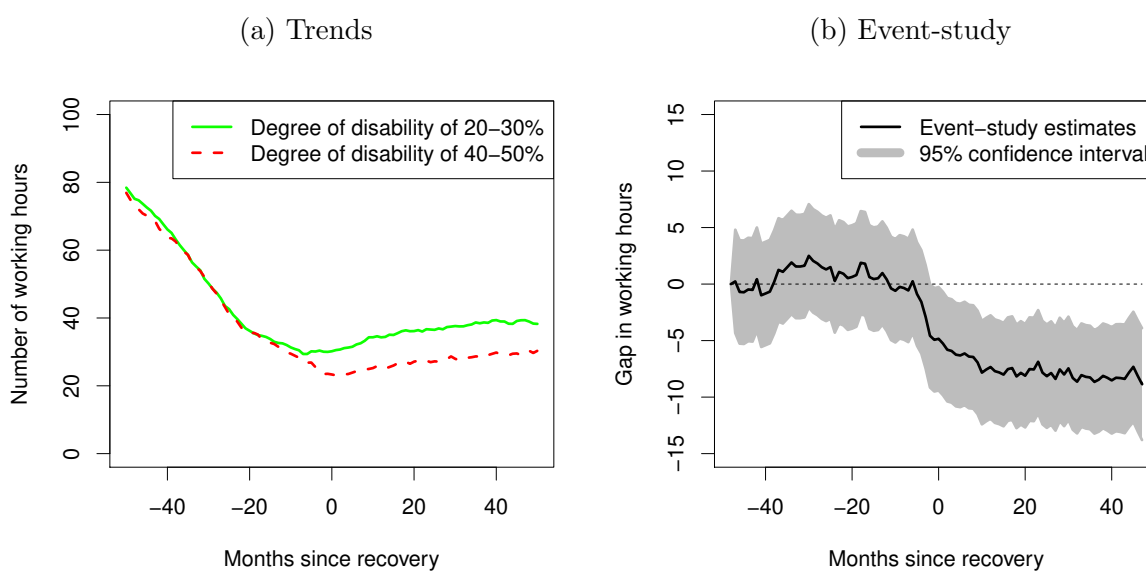 (a) Trends
Number of working hours
100
80
60
40
20
0
Degree of disability of 20−30%
Degree of disability of 40−50%
−40 −20 0 20 40
Months since recovery
(b) Event-study
Gap in working hours
15
10
5
0
−5
−10
−15
Event−study estimates
95% confidence interval
−40 −20 0 20 40
Months since recovery